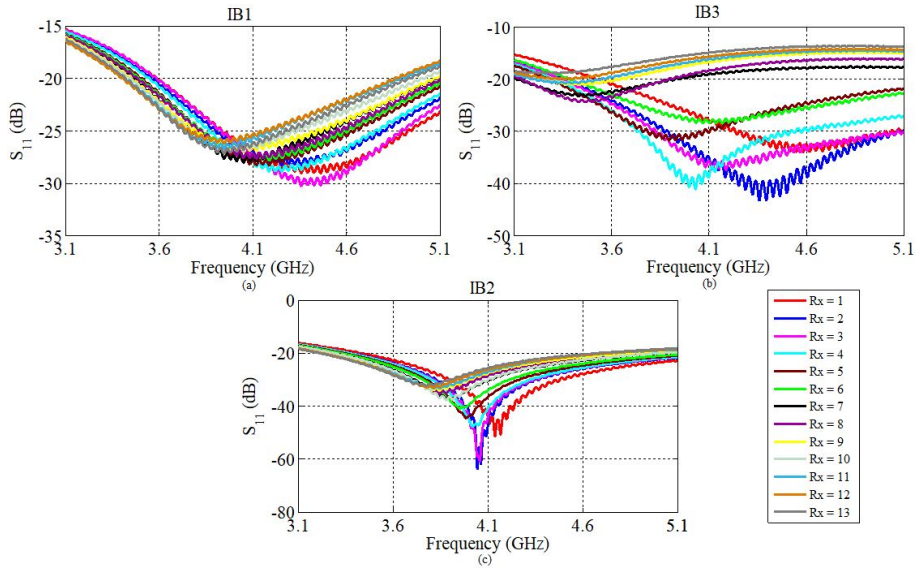 IB1
-15
-20
-25
-30
-35
S11 (dB)
3.1 3.6 4.1 4.6 5.1
Frequency (GHz)
(a)
IB3
-10
-20
-30
-40
-50
S11 (dB)
3.1 3.6 4.1 4.6 5.1
Frequency (GHz)
(b)
IB2
0
-20
-40
-60
-80
S11 (dB)
3.1 3.6 4.1 4.6 5.1
Frequency (GHz)
(c)
Rx = 1
Rx = 2
Rx = 3
Rx = 4
Rx = 5
Rx = 6
Rx = 7
Rx = 8
Rx = 9
Rx = 10
Rx = 11
Rx = 12
Rx = 13